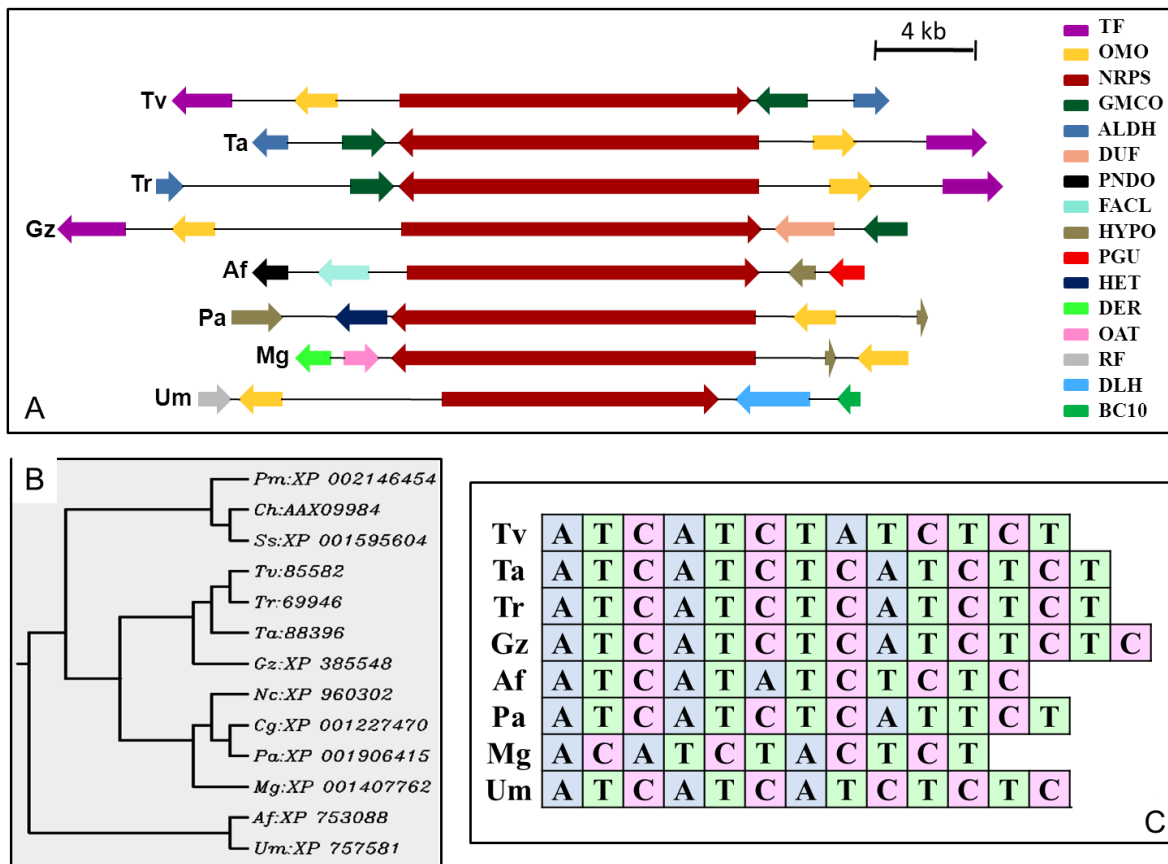 4 kb
Tv
Ta
Tr
Gz
Af
Pa
Mg
Um
TF
OMO
NRPS
GMCO
ALDH
DUF
PNDO
FACL
HYPO
PGU
HET
DER
OAT
RF
DLH
BC10
A
B
Pm:XP 002146454
Ch:AAX09984
Ss:XP 001595604
Tv:85582
Tr:69946
Ta:88396
Gz:XP 385548
Nc:XP 960302
Cg:XP 001227470
Pa:XP 001906415
Mg:XP 001407762
Af:XP 753088
Um:XP 757581
Tv A T C A T C T A T C T C T
Ta A T C A T C T C A T C T C T
Tr A T C A T C T C A T C T C T
Gz A T C A T C T C A T C T C T C
Af A T C A T A T C T C T C
Pa A T C A T C T C A T T C T
Mg A C A T C T A C T C T
Um A T C A T C A T C T C T C
C